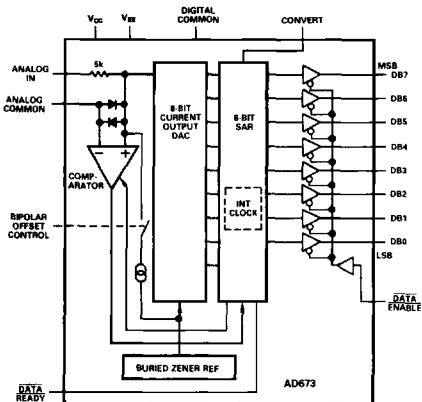 VCC
VEE
DIGITAL
COMMON
CONVERT
ANALOG
IN
5k
ANALOG
COMMON
8-BIT
CURRENT
OUTPUT
DAC
8-BIT
SAR
MSB
DB7
DB6
DB5
DB4
DB3
DB2
DB1
DB0
LSB
− +
COMP-
ARATOR
INT
CLOCK
BIPOLAR
OFFSET
CONTROL
DATA
ENABLE
BURIED ZENER REF
DATA
READY
AD673